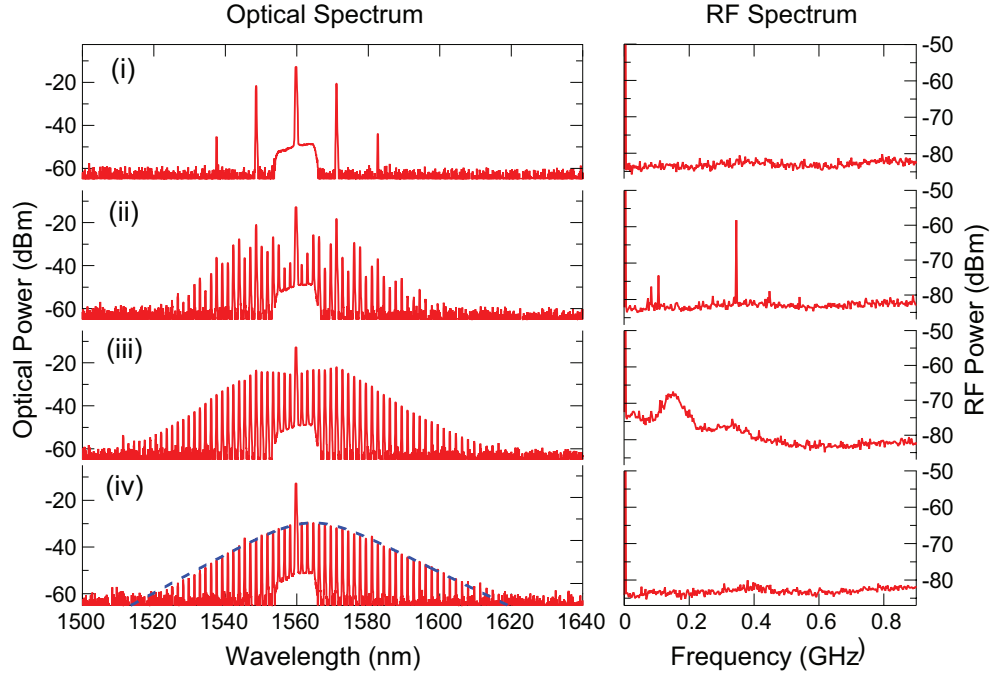 Optical Spectrum
RF Spectrum
(i)
-20
-40
-60
(ii)
-20
-40
-60
(iii)
-20
-40
-60
(iv)
-20
-40
-60
1500 1520 1540 1560 1580 1600 1620 1640
Wavelength (nm)
Optical Power (dBm)
-50
-60
-70
-80
-50
-60
-70
-80
-50
-60
-70
-80
-50
-60
-70
-80
0 0.2 0.4 0.6 0.8
Frequency (GHz)
RF Power (dBm)